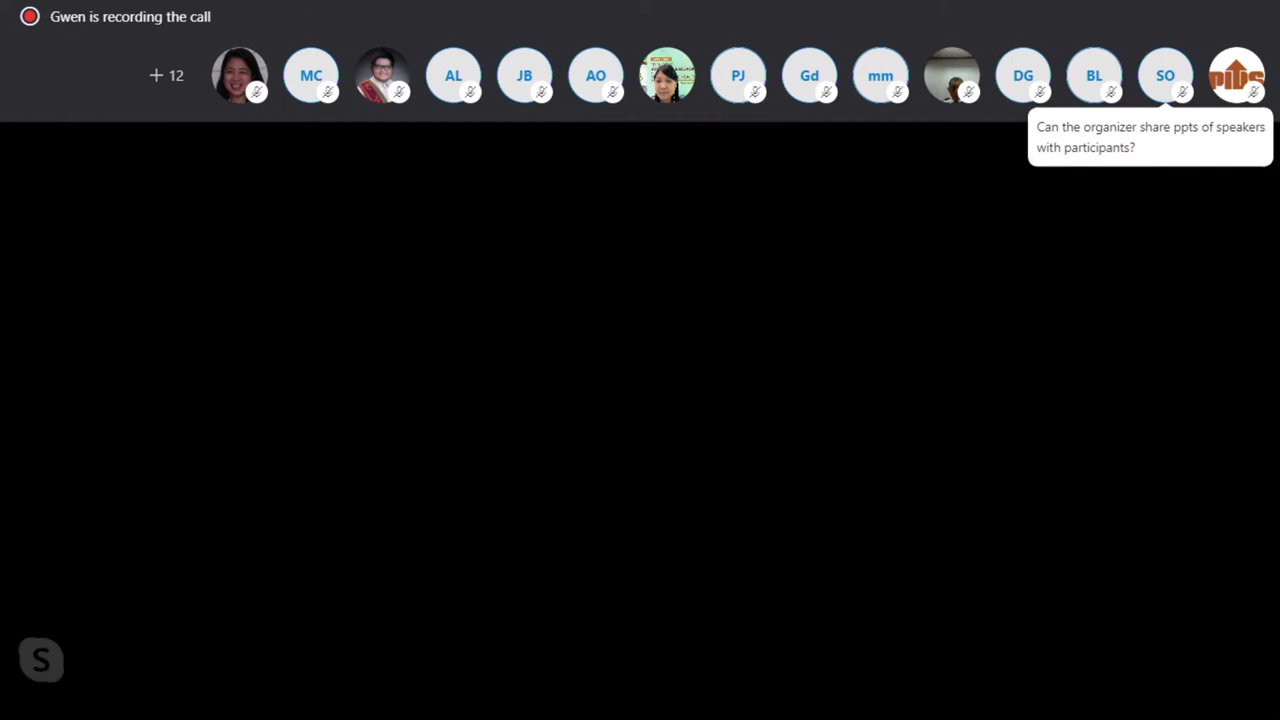 Gwen is recording the call
+ 12
MC
AL
JB
AO
PJ
Gd
mm
DG
BL
SO
PIDS
Can the organizer share ppts of speakers
with participants?
S